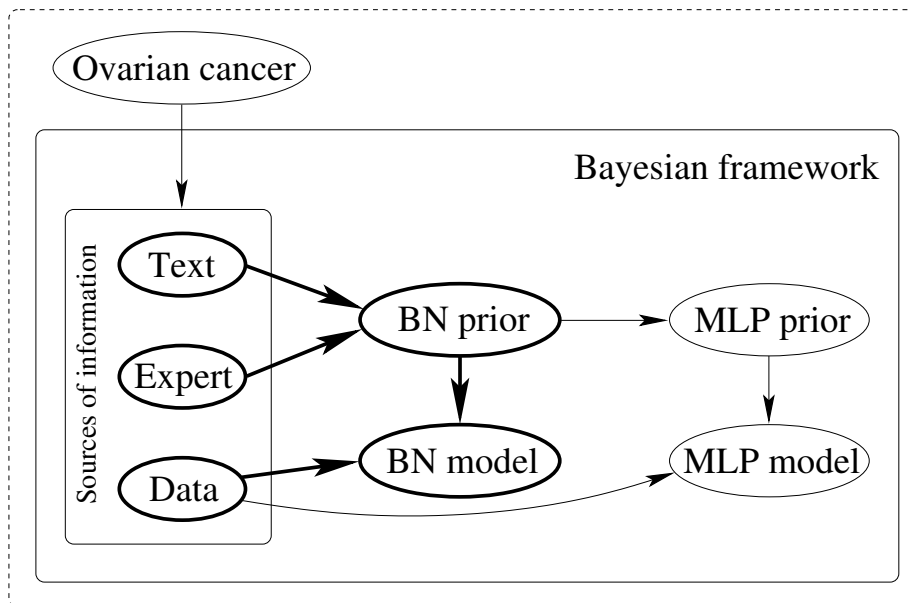 Ovarian cancer
Bayesian framework
Sources of information
Text
Expert
Data
BN prior
BN model
MLP prior
MLP model